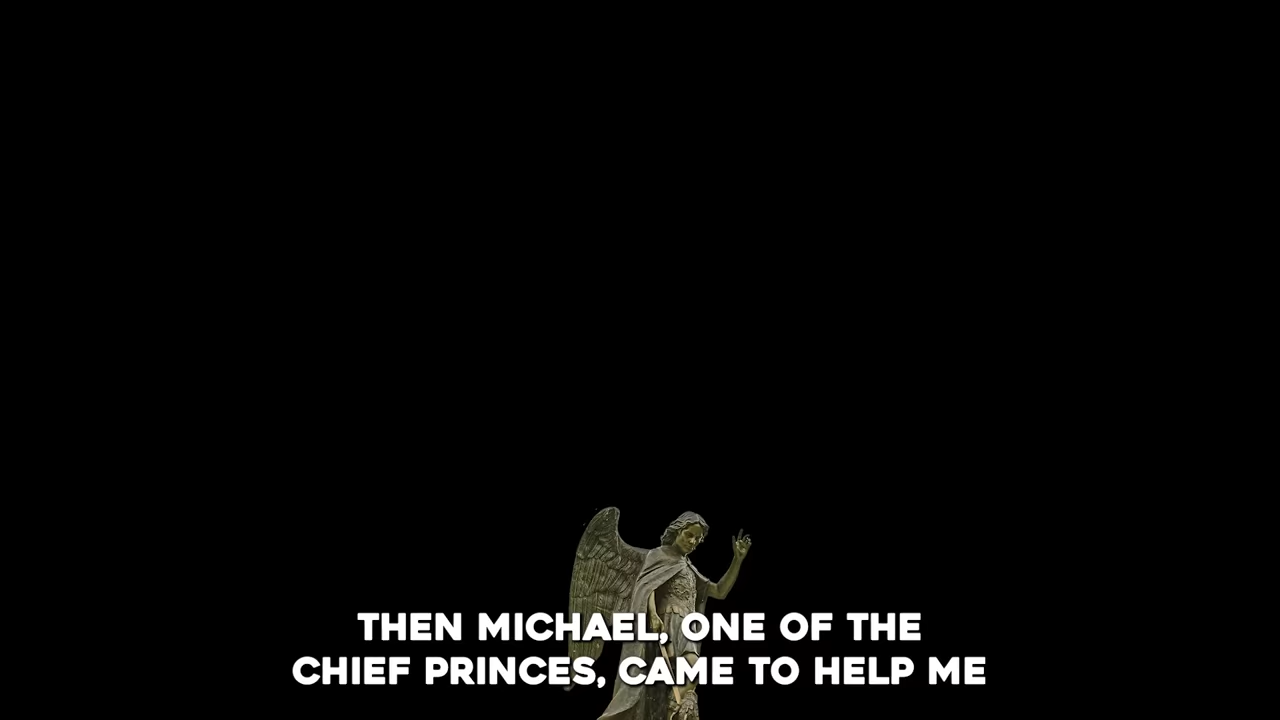 THEN MICHAEL, ONE OF THE
CHIEF PRINCES, CAME TO HELP ME